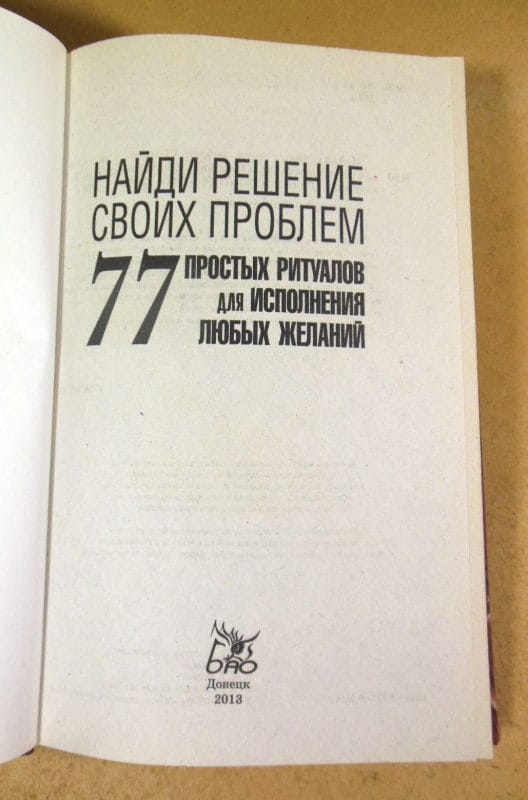 НАЙДИ РЕШЕНИЕ
СВОИХ ПРОБЛЕМ
77 ПРОСТЫХ РИТУАЛОВ
для ИСПОЛНЕНИЯ
ЛЮБЫХ ЖЕЛАНИЙ
БАО
Донецк
2013